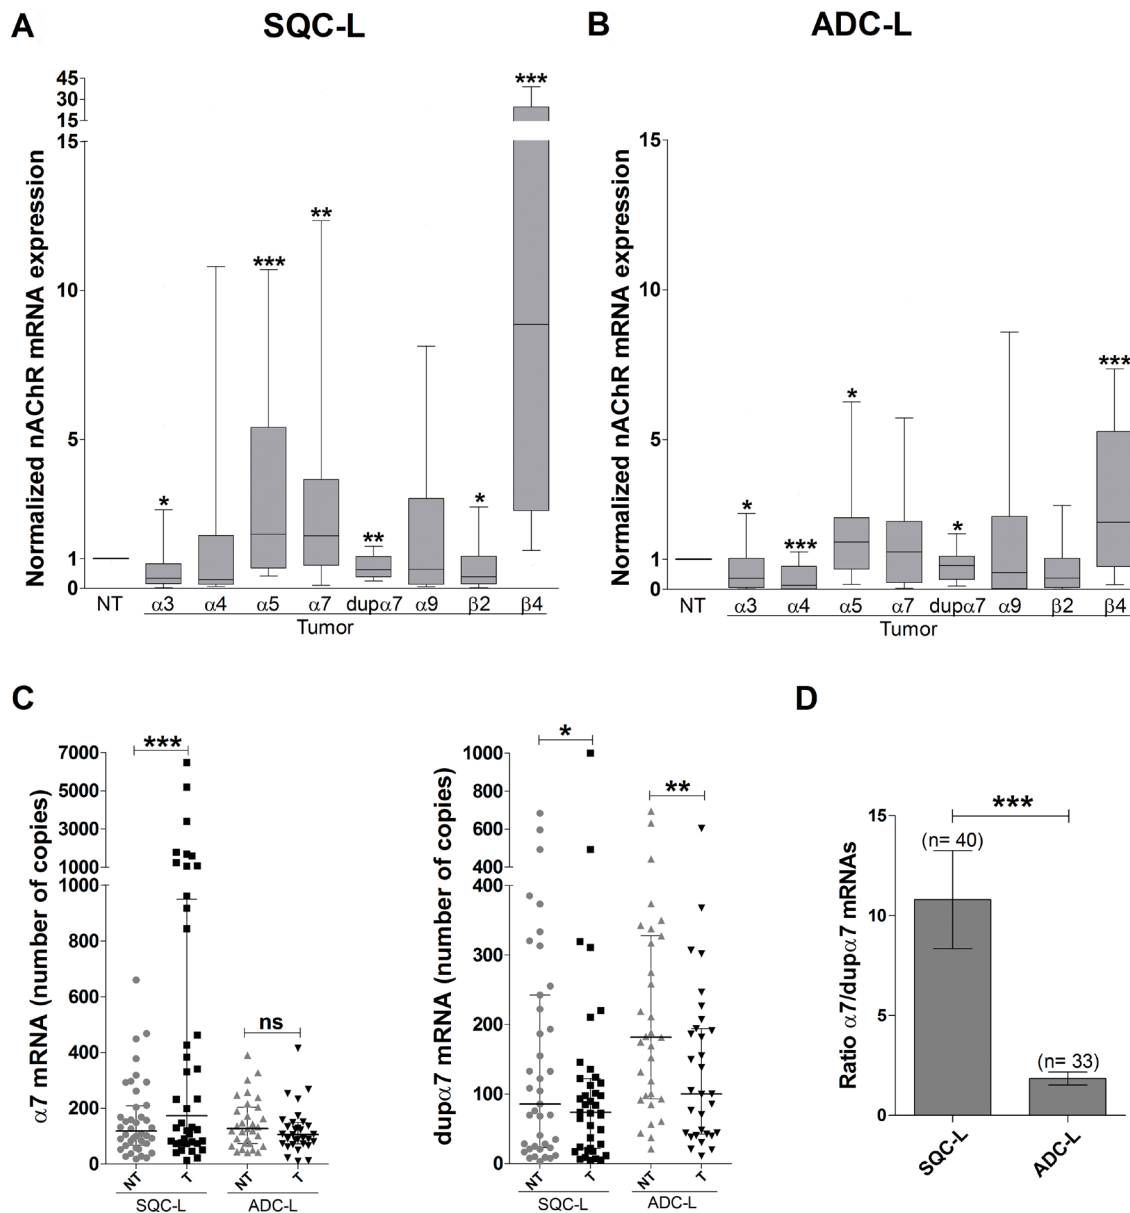 A
SQC-L
B
ADC-L
Normalized nAChR mRNA expression
45
30
15
15
10
5
1
0
*
***
**
**
*
***
NT
α3
α4
α5
α7
dupα7
α9
β2
β4
Tumor
Normalized nAChR mRNA expression
15
10
5
1
0
*
***
*
*
***
NT
α3
α4
α5
α7
dupα7
α9
β2
β4
Tumor
C
α7 mRNA (number of copies)
7000
5000
3000
1000
1000
800
600
400
200
0
***
ns
NT
T
NT
T
SQC-L
ADC-L
dupα7 mRNA (number of copies)
1000
800
600
400
400
300
200
100
0
*
**
NT
T
NT
T
SQC-L
ADC-L
D
Ratio α7/dupα7 mRNAs
15
10
5
0
***
(n= 40)
(n= 33)
SQC-L
ADC-L